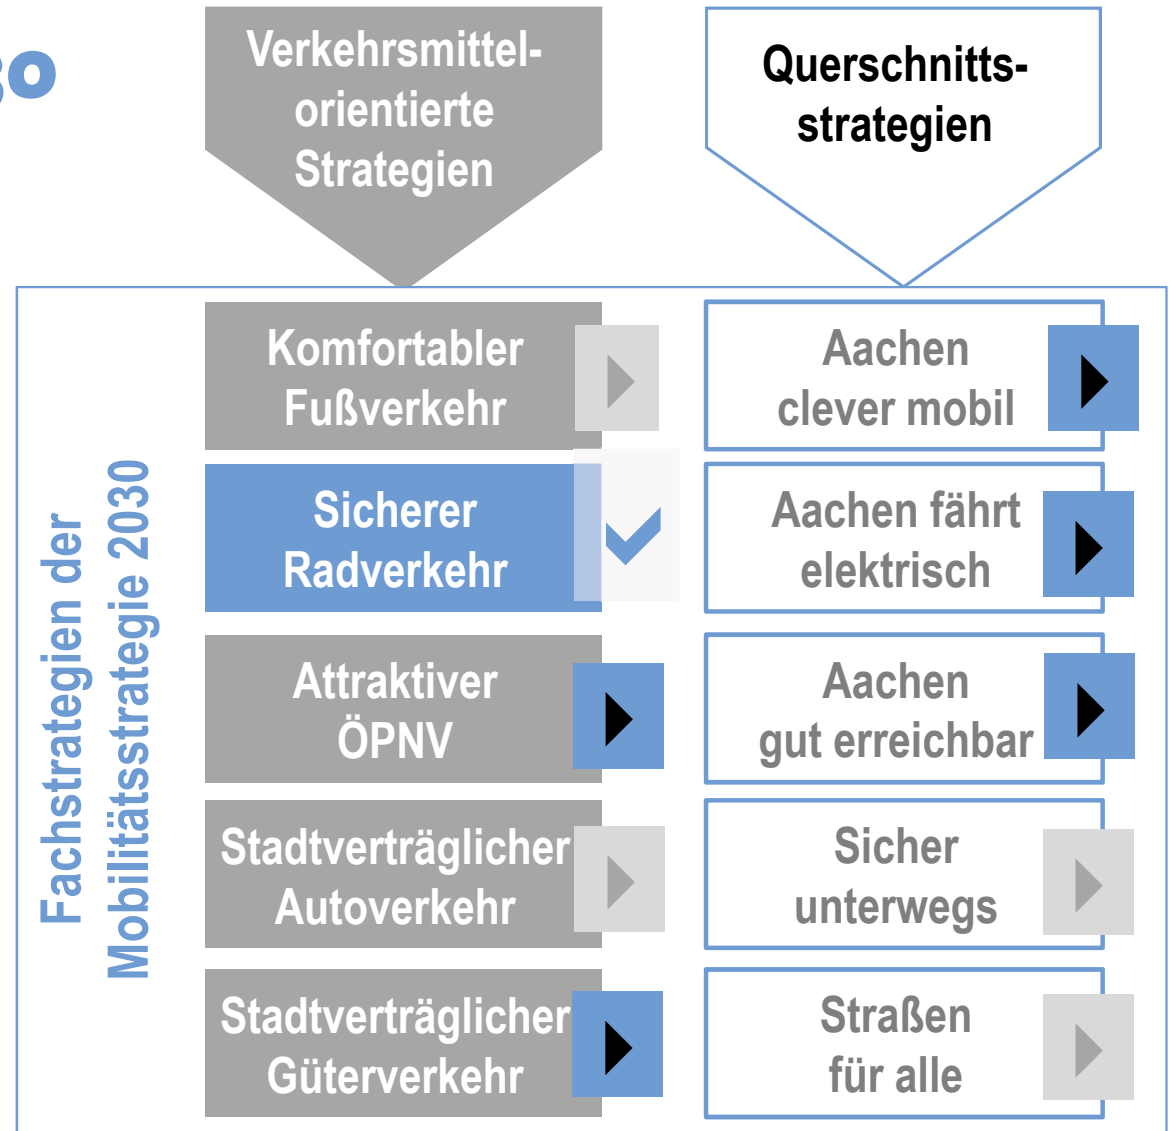 30
Verkehrsmittel-
orientierte
Strategien
Querschnitts-
strategien
Fachstrategien der
Mobilitätsstrategie 2030
Komfortabler
Fußverkehr
Sicherer
Radverkehr
Attraktiver
ÖPNV
Stadtverträglicher
Autoverkehr
Stadtverträglicher
Güterverkehr
Aachen
clever mobil
Aachen fährt
elektrisch
Aachen
gut erreichbar
Sicher
unterwegs
Straßen
für alle